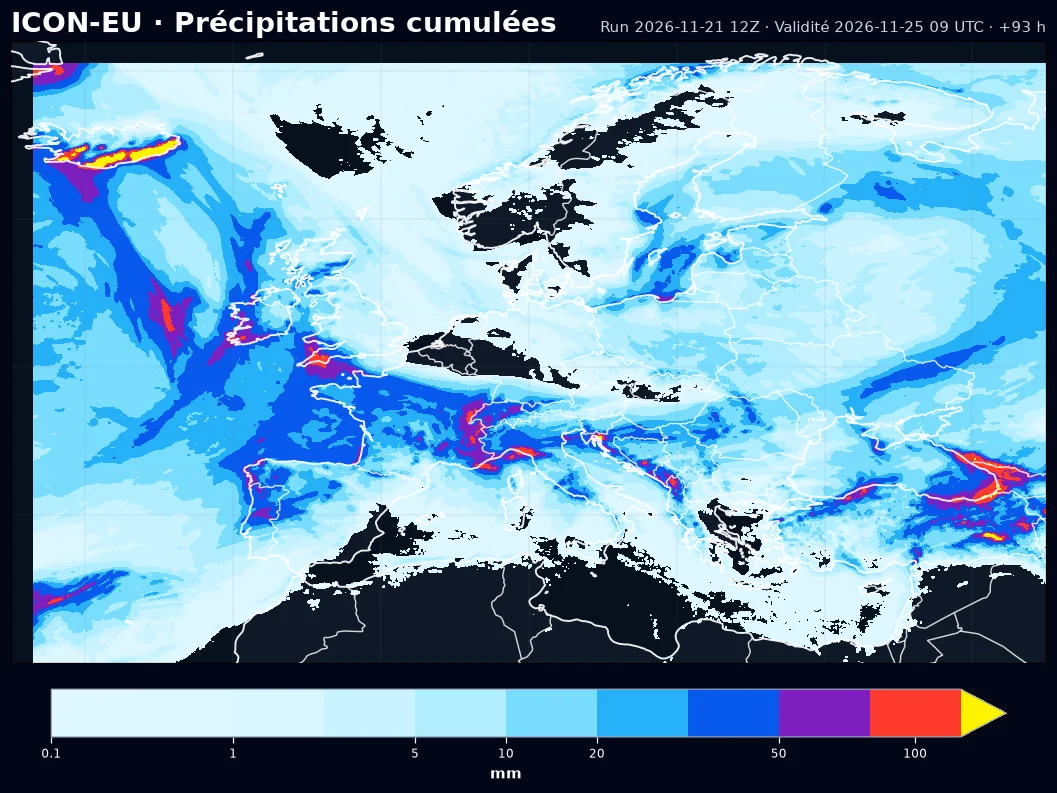 ICON-EU · Précipitations cumulées
Run 2026-11-21 12Z · Validité 2026-11-25 09 UTC · +93 h
0.1 1 5 10 20 50 100
mm